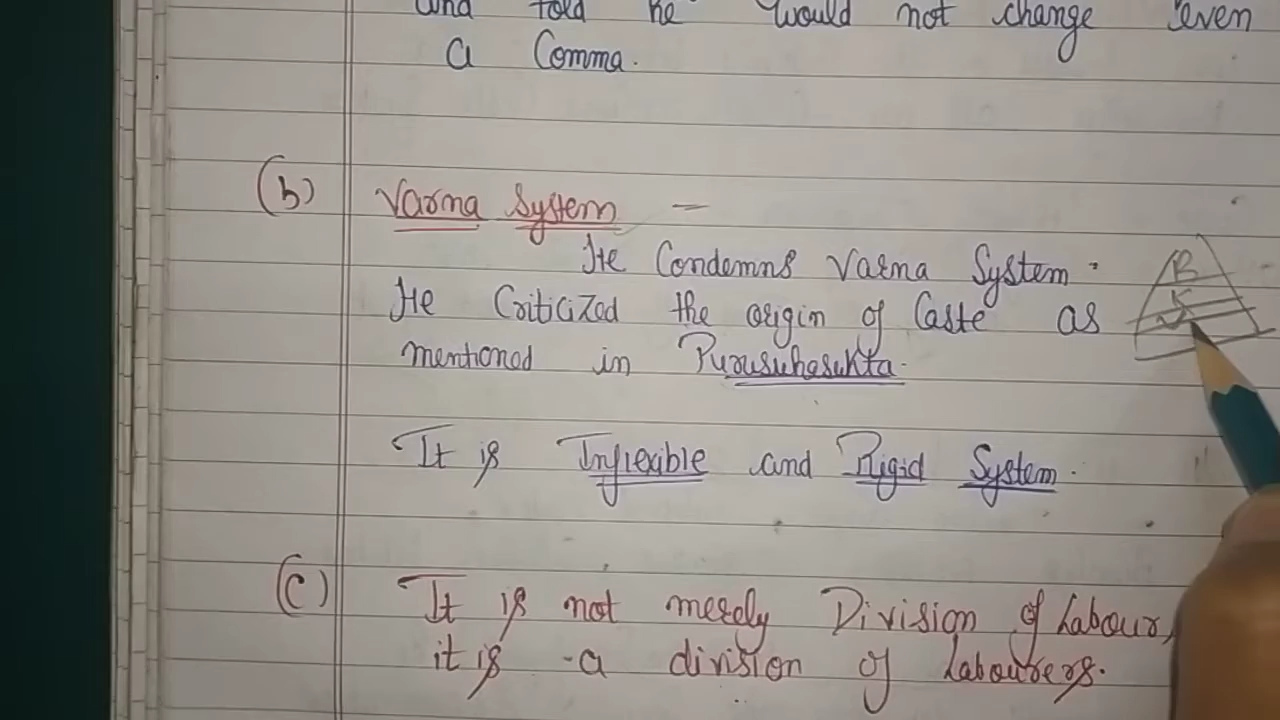 and told he would not change even
a Comma.
(b) Varna System —
He Condemns Varna System.
He Criticized the origin of Caste as
mentioned in Purusuhasukta.
It is Inflexible and Rigid System.
(C) It is not merely Division of Labour,
it is a division of Labourers.
B